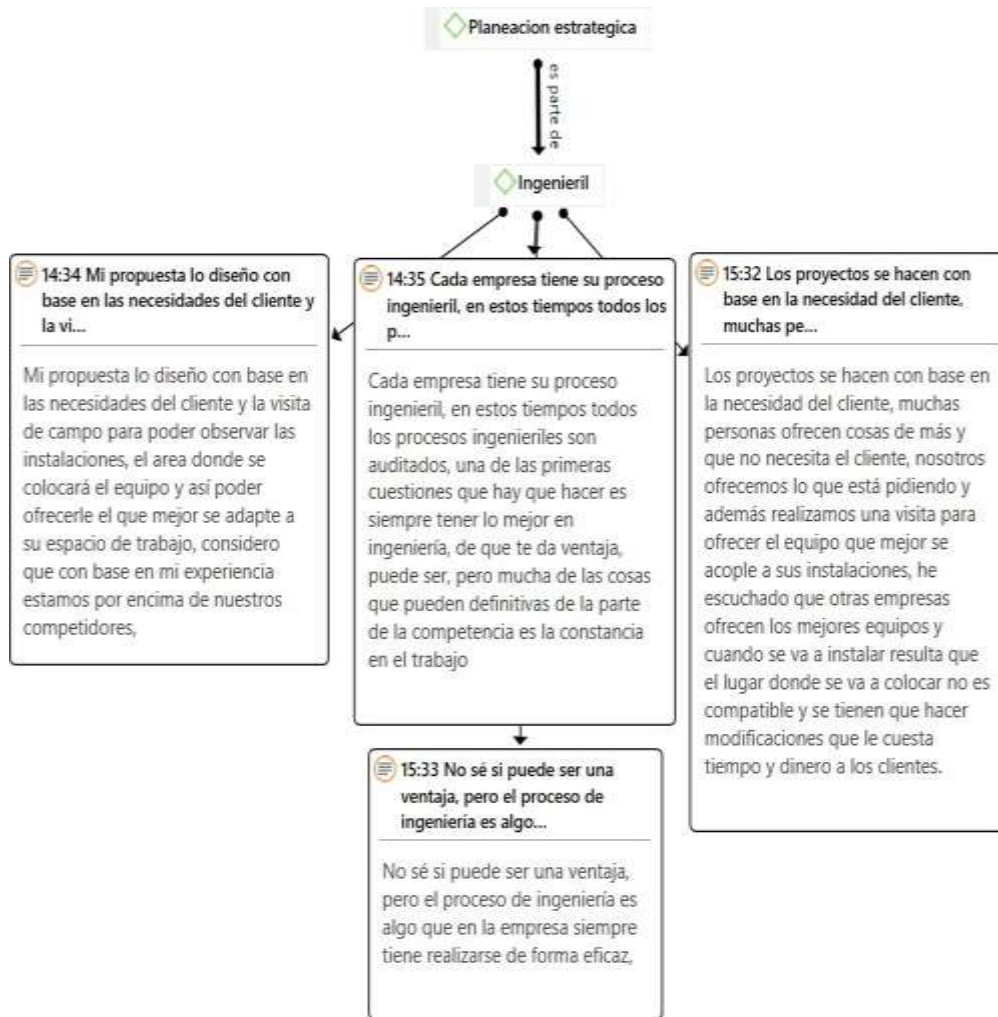 Planeacion estrategica
es parte de
Ingenieril
14:34 Mi propuesta lo diseño con
base en las necesidades del cliente y
la vi...
Mi propuesta lo diseño con base en
las necesidades del cliente y la visita
de campo para poder observar las
instalaciones, el area donde se
colocará el equipo y así poder
ofrecerle el que mejor se adapte a
su espacio de trabajo, considero
que con base en mi experiencia
estamos por encima de nuestros
competidores,
14:35 Cada empresa tiene su proceso
ingenieril, en estos tiempos todos los
p...
Cada empresa tiene su proceso
ingenieril, en estos tiempos todos
los procesos ingenieriles son
auditados, una de las primeras
cuestiones que hay que hacer es
siempre tener lo mejor en
ingeniería, de que te da ventaja,
puede ser, pero mucha de las cosas
que pueden definitivas de la parte
de la competencia es la constancia
en el trabajo
15:32 Los proyectos se hacen con
base en la necesidad del cliente,
muchas pe...
Los proyectos se hacen con base en
la necesidad del cliente, muchas
personas ofrecen cosas de más y
que no necesita el cliente, nosotros
ofrecemos lo que está pidiendo y
además realizamos una visita para
ofrecer el equipo que mejor se
acople a sus instalaciones, he
escuchado que otras empresas
ofrecen los mejores equipos y
cuando se va a instalar resulta que
el lugar donde se va a colocar no es
compatible y se tienen que hacer
modificaciones que le cuesta
tiempo y dinero a los clientes.
15:33 No sé si puede ser una
ventaja, pero el proceso de
ingeniería es algo...
No sé si puede ser una ventaja,
pero el proceso de ingeniería es
algo que en la empresa siempre
tiene realizarse de forma eficaz,